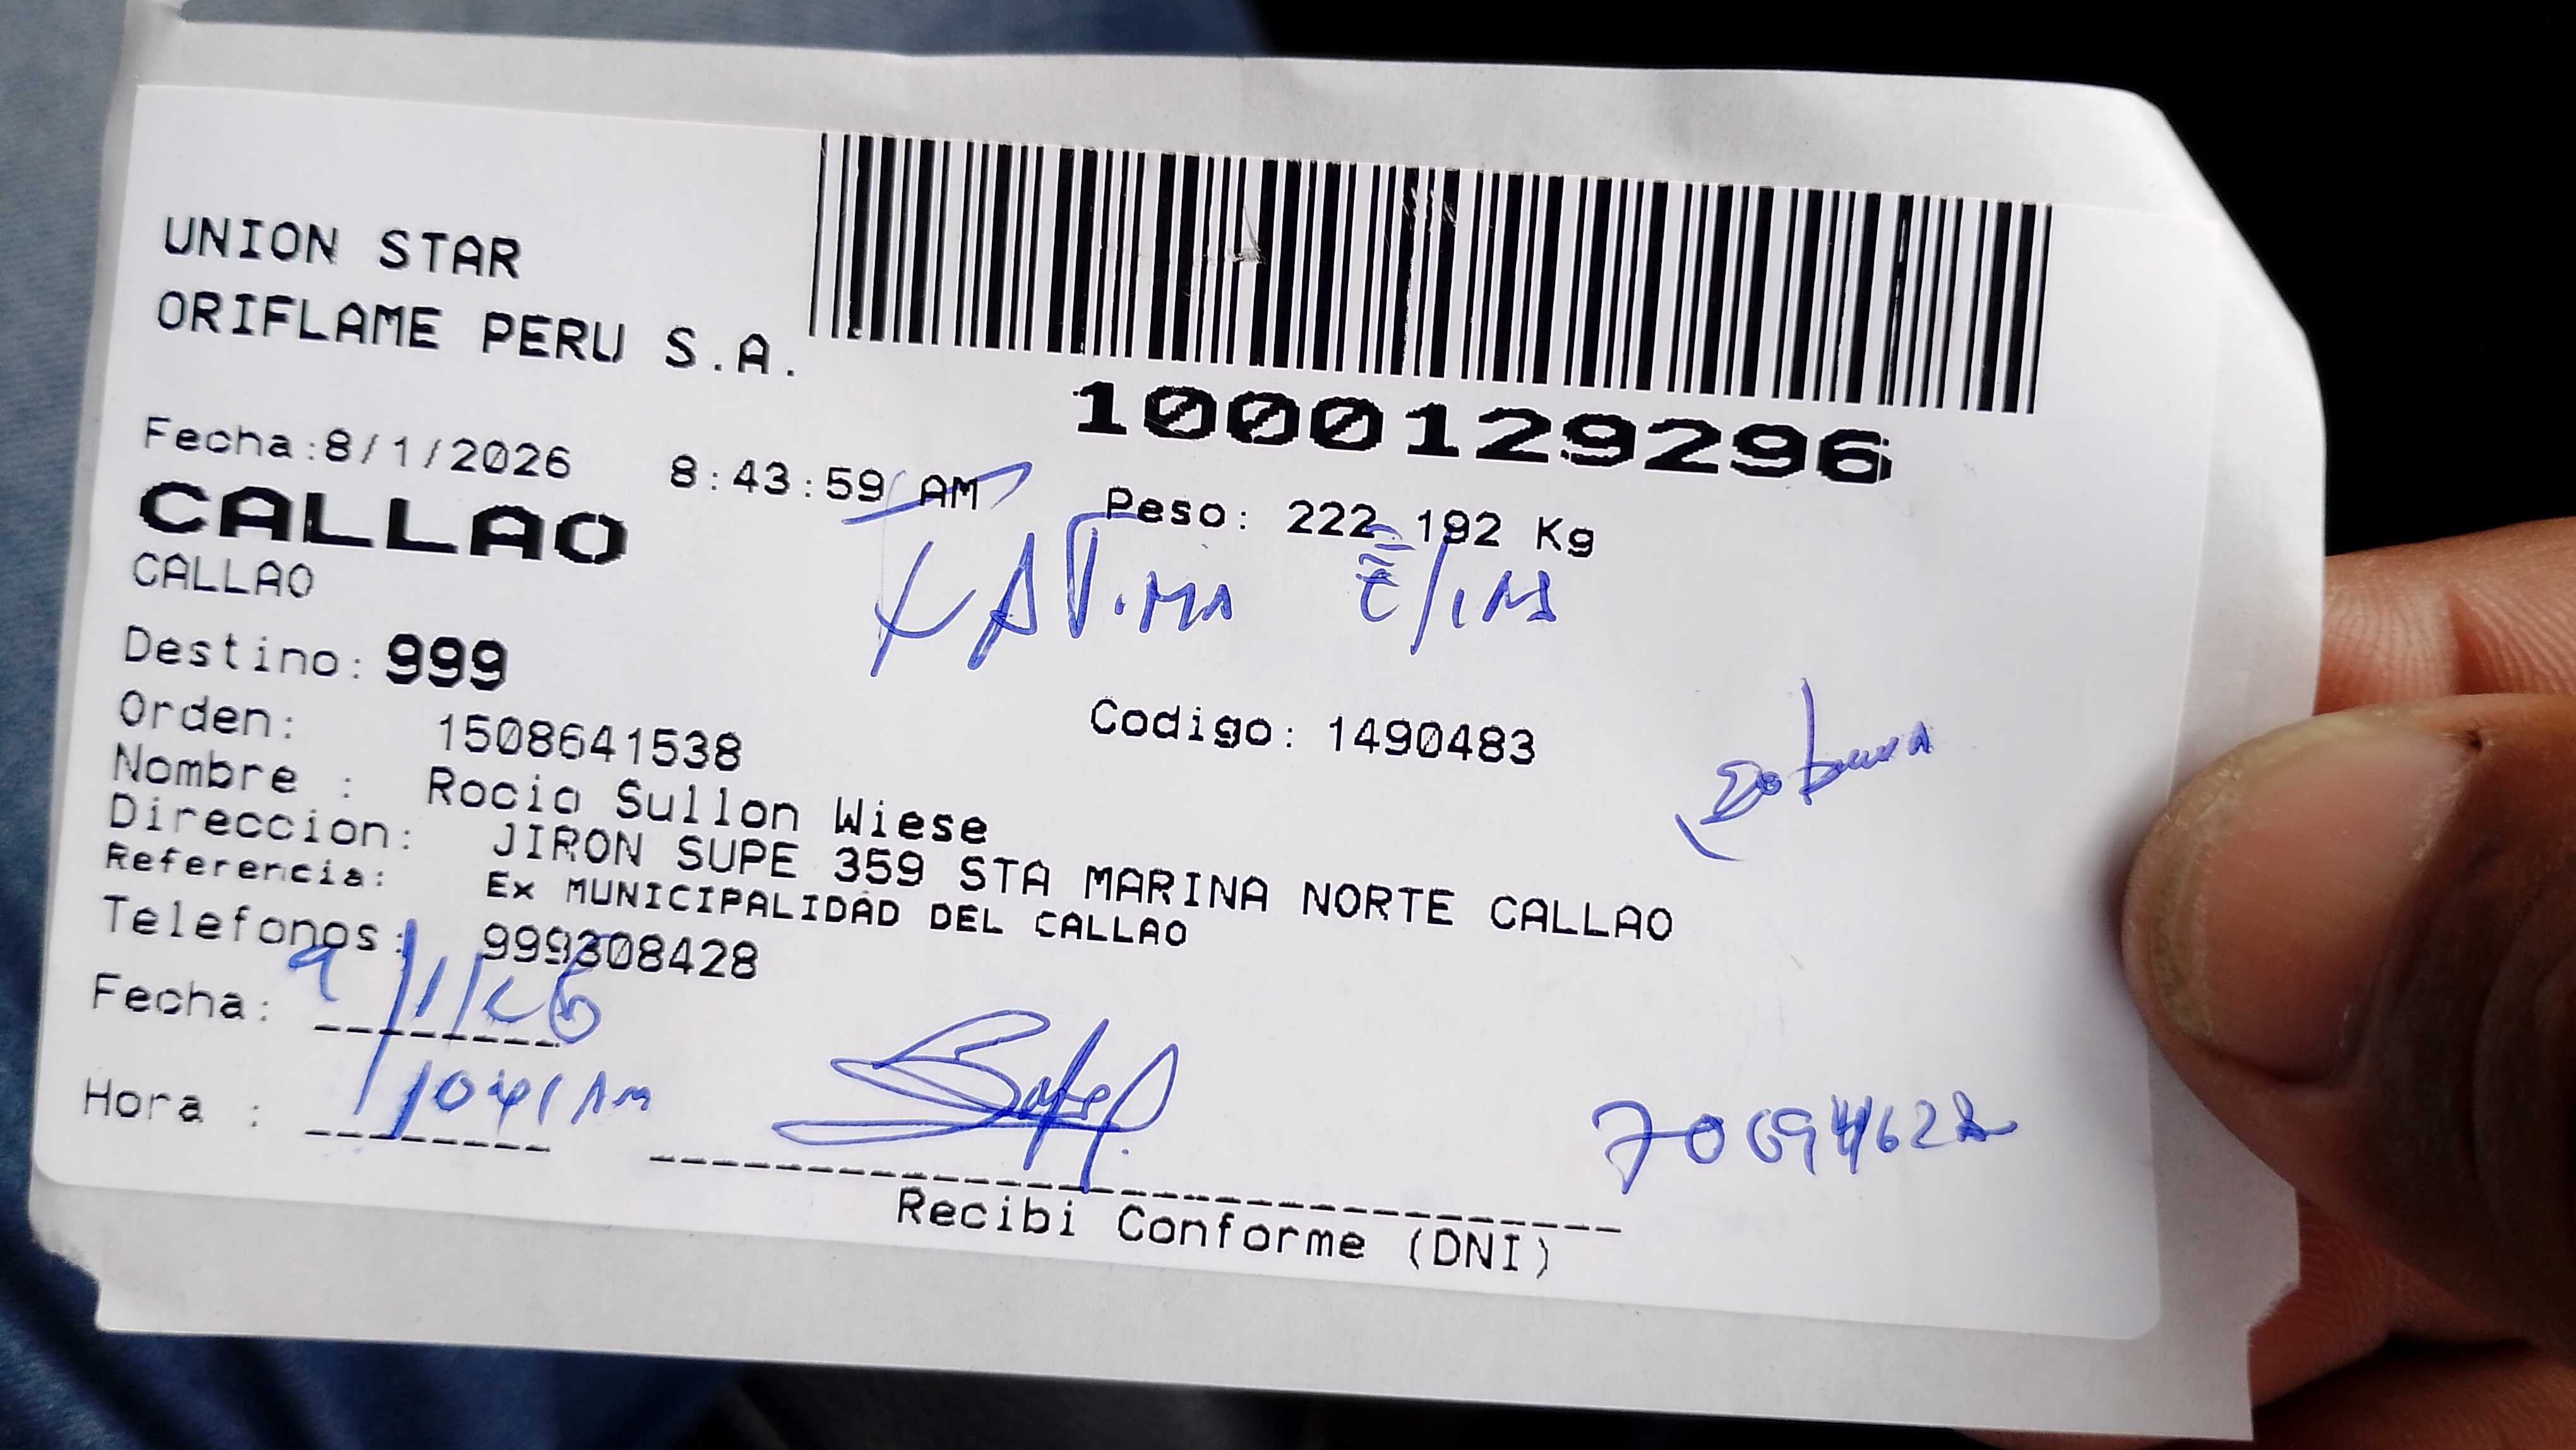 UNION STAR
ORIFLAME PERU S.A.
1000129296
Fecha:8/1/2026 8:43:59 AM
Peso: 222.192 Kg
CALLAO
CALLAO
Destino: 999
Orden: 1508641538
Codigo: 1490483
Nombre : Rocio Sullon Wiese
Direccion: JIRON SUPE 359 STA MARINA NORTE CALLAO
Referencia: Ex MUNICIPALIDAD DEL CALLAO
Telefonos: 999308428
Fecha: 9/1/26
Hora : 10:41 AM
Recibi Conforme (DNI)